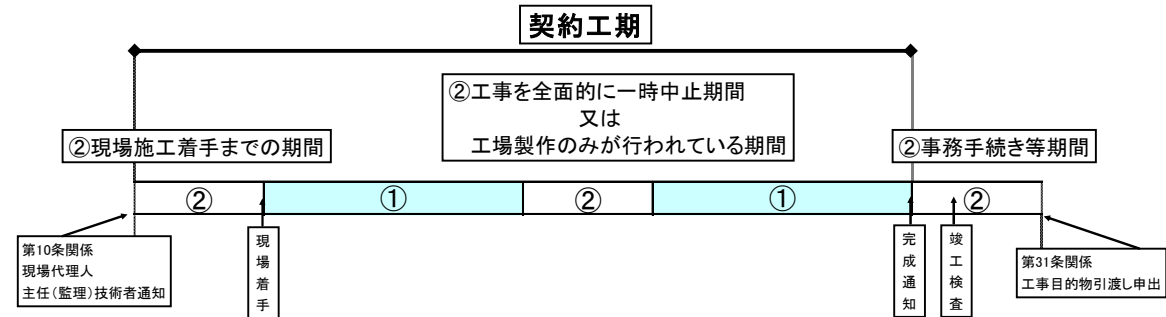 契約工期
②工事を全面的に一時中止期間
又は
工場製作のみが行われている期間
②現場施工着手までの期間
②事務手続き等期間
②
①
②
①
②
第10条関係
現場代理人
主任(監理)技術者通知
現場着手
完成通知
竣工検査
第31条関係
工事目的物引渡し申出